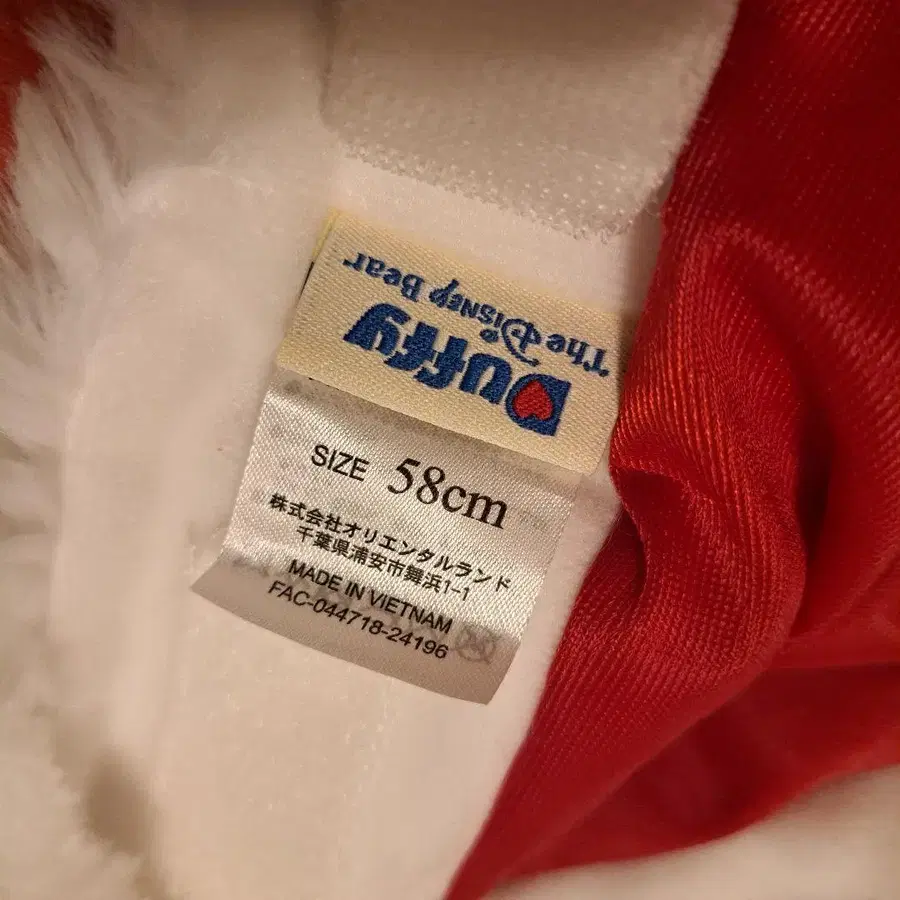 Duffy
The Disney Bear
SIZE 58cm
株式会社オリエンタルランド
千葉県浦安市舞浜1-1
MADE IN VIETNAM
FAC-044718-24196